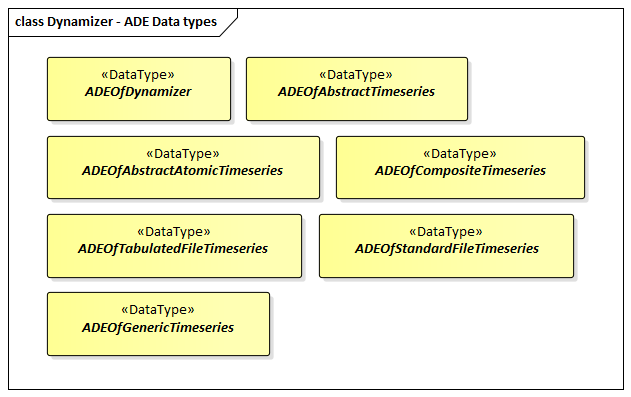 class Dynamizer - ADE Data types
«DataType»
ADEOfDynamizer
«DataType»
ADEOfAbstractTimeseries
«DataType»
ADEOfAbstractAtomicTimeseries
«DataType»
ADEOfCompositeTimeseries
«DataType»
ADEOfTabulatedFileTimeseries
«DataType»
ADEOfStandardFileTimeseries
«DataType»
ADEOfGenericTimeseries